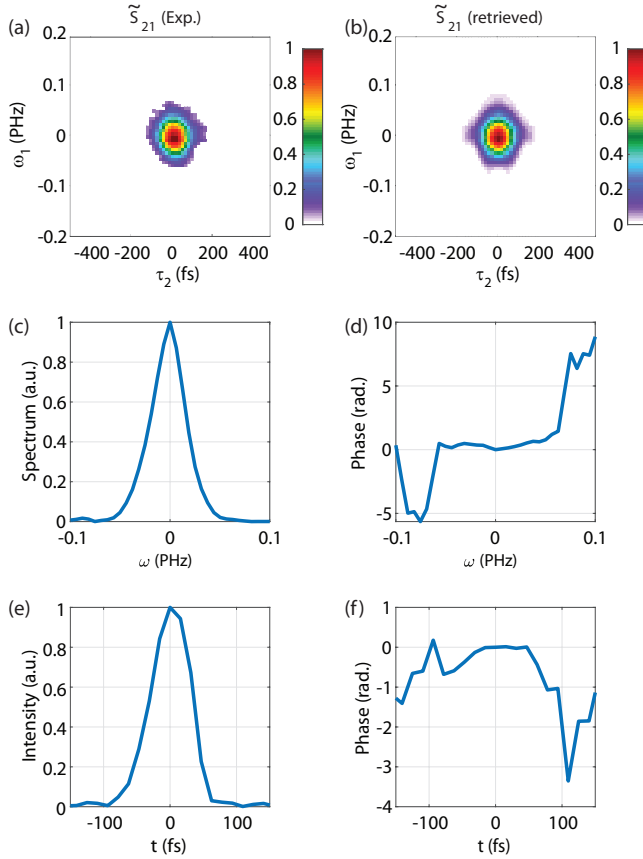 (a) S̃ 21 (Exp.) (b) S̃ 21 (retrieved)
0.2 1 0.2 1
0.1 0.8 0.1 0.8
ω1 (PHz) 0 0.6 ω1 (PHz) 0 0.6
0.4 0.4
-0.1 0.2 -0.1 0.2
-0.2 0 -0.2 0
-400 -200 0 200 400 -400 -200 0 200 400
τ2 (fs) τ2 (fs)
(c) (d)
1 10
0.8
Spectrum (a.u.) 0.6 Phase (rad.) 5
0.4
0.2 0
0 -5
-0.1 0 0.1 -0.1 0 0.1
ω (PHz) ω (PHz)
(e) (f)
1 1
0.8 0
Intensity (a.u.) 0.6 Phase (rad.) -1
0.4 -2
0.2 -3
0 -4
-100 0 100 -100 0 100
t (fs) t (fs)